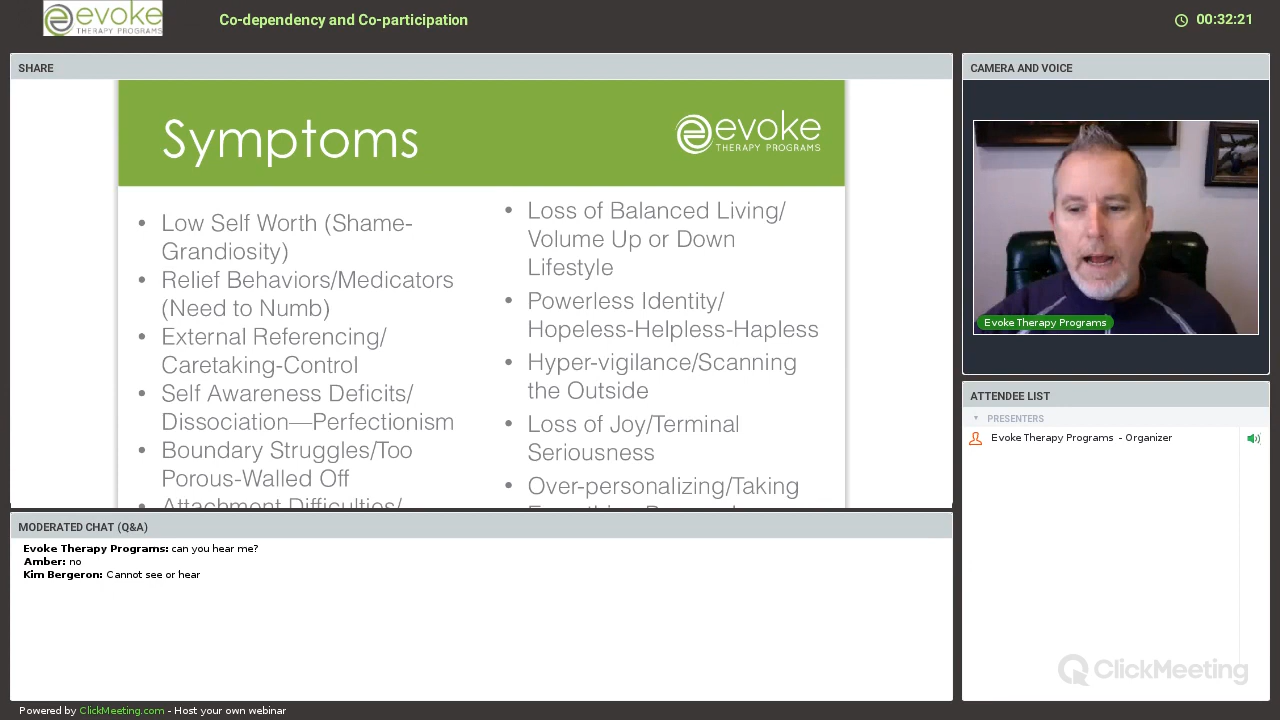 evoke
THERAPY PROGRAMS
Co-dependency and Co-participation
00:32:21
SHARE
Symptoms
evoke
THERAPY PROGRAMS
• Low Self Worth (Shame-
Grandiosity)
• Relief Behaviors/Medicators
(Need to Numb)
• External Referencing/
Caretaking-Control
• Self Awareness Deficits/
Dissociation—Perfectionism
• Boundary Struggles/Too
Porous-Walled Off
Attachment Difficulties/
• Loss of Balanced Living/
Volume Up or Down
Lifestyle
• Powerless Identity/
Hopeless-Helpless-Hapless
• Hyper-vigilance/Scanning
the Outside
• Loss of Joy/Terminal
Seriousness
• Over-personalizing/Taking
CAMERA AND VOICE
Evoke Therapy Programs
ATTENDEE LIST
PRESENTERS
Evoke Therapy Programs - Organizer
MODERATED CHAT (Q&A)
Evoke Therapy Programs: can you hear me?
Amber: no
Kim Bergeron: Cannot see or hear
ClickMeeting
Powered by ClickMeeting.com - Host your own webinar